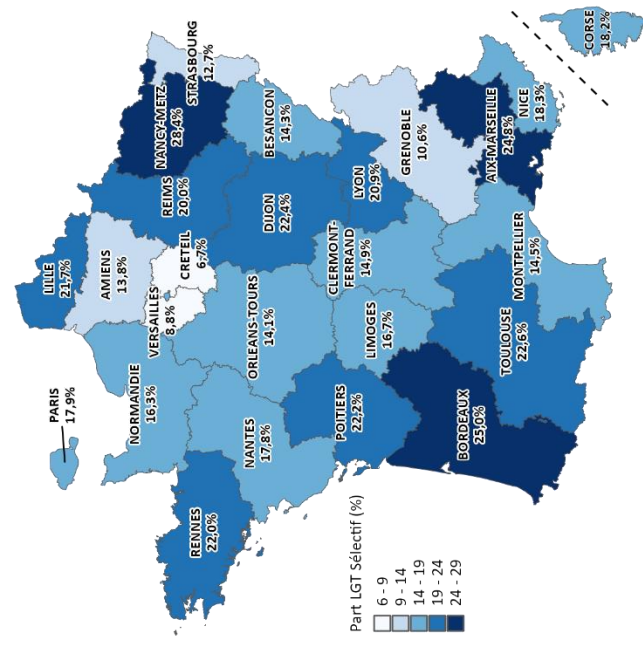 PARIS
17,9%
LILLE
21,7%
AMIENS
13,8%
NORMANDIE
16,3%
VERSAILLES
8,8%
CRETEIL
6,7%
REIMS
20,0%
NANCY-METZ
28,4%
STRASBOURG
12,7%
RENNES
22,0%
NANTES
17,8%
ORLEANS-TOURS
14,1%
DIJON
22,4%
BESANCON
14,3%
POITIERS
22,2%
LIMOGES
16,7%
CLERMONT-
FERRAND
14,9%
LYON
20,9%
GRENOBLE
10,6%
BORDEAUX
25,0%
TOULOUSE
22,6%
MONTPELLIER
14,5%
AIX-MARSEILLE
24,8%
NICE
18,3%
CORSE
18,2%
Part LGT Sélectif (%)
6 - 9
9 - 14
14 - 19
19 - 24
24 - 29